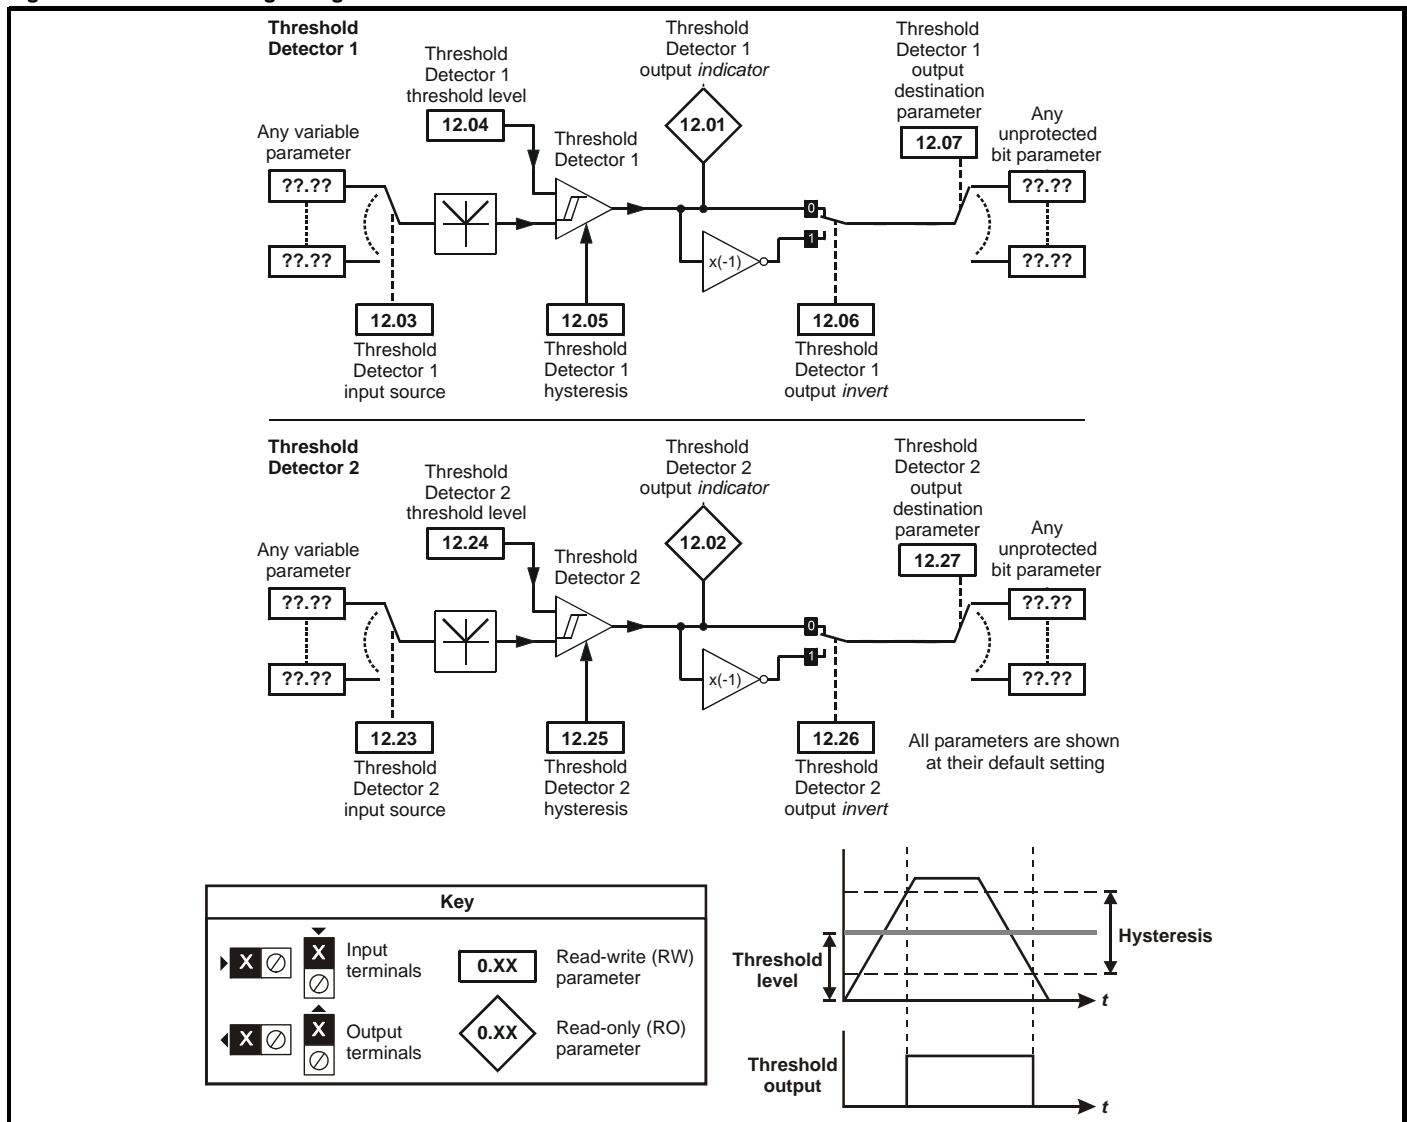 Threshold
Detector 1
Threshold
Detector 1
threshold level
12.04
Threshold
Detector 1
output indicator
12.01
Threshold
Detector 1
output
destination
parameter
12.07
Any variable
parameter
??.??
??.??
Threshold
Detector 1
Any
unprotected
bit parameter
??.??
??.??
0
1
x(-1)
12.03
Threshold
Detector 1
input source
12.05
Threshold
Detector 1
hysteresis
12.06
Threshold
Detector 1
output invert
Threshold
Detector 2
Threshold
Detector 2
threshold level
12.24
Threshold
Detector 2
output indicator
12.02
Threshold
Detector 2
output
destination
parameter
12.27
Any variable
parameter
??.??
??.??
Threshold
Detector 2
Any
unprotected
bit parameter
??.??
??.??
0
1
x(-1)
12.23
Threshold
Detector 2
input source
12.25
Threshold
Detector 2
hysteresis
12.26
Threshold
Detector 2
output invert
All parameters are shown
at their default setting
Key
X
X
Input
terminals
0.XX
Read-write (RW)
parameter
X
X
Output
terminals
0.XX
Read-only (RO)
parameter
Threshold
level
Hysteresis
t
Threshold
output
t